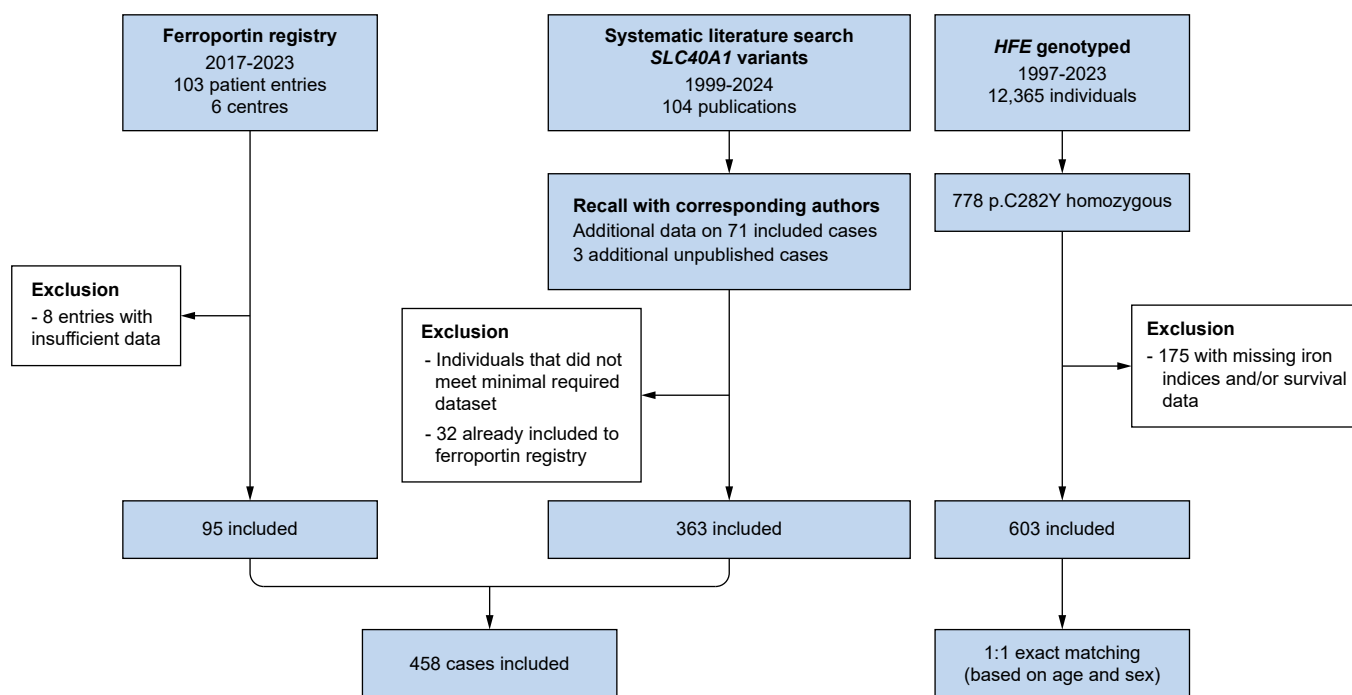 Ferroportin registry
2017-2023
103 patient entries
6 centres
Systematic literature search
SLC40A1 variants
1999-2024
104 publications
HFE genotyped
1997-2023
12,365 individuals
Recall with corresponding authors
Additional data on 71 included cases
3 additional unpublished cases
778 p.C282Y homozygous
Exclusion
- 8 entries with
insufficient data
Exclusion
- Individuals that did not
meet minimal required
dataset
- 32 already included to
ferroportin registry
Exclusion
- 175 with missing iron
indices and/or survival
data
95 included
363 included
603 included
458 cases included
1:1 exact matching
(based on age and sex)